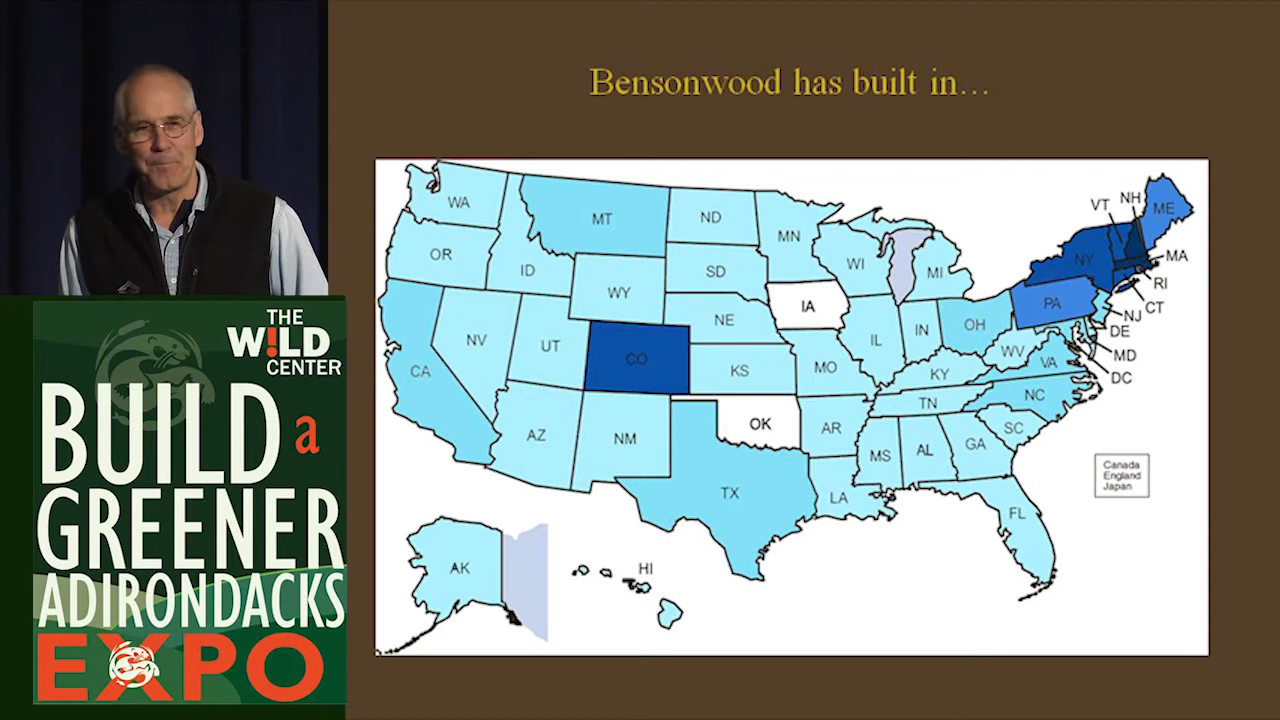 Bensonwood has built in...
WA
MT
ND
MN
OR
ID
SD
WI
MI
WY
IA
NE
NV
UT
CO
KS
IL
IN
OH
PA
NY
VT
NH
ME
MA
RI
CT
NJ
DE
MD
DC
WV
VA
CA
MO
KY
NC
TN
AZ
NM
OK
AR
SC
MS
AL
GA
TX
LA
FL
AK
HI
Canada
England
Japan
THE
W!LD
CENTER
BUILD a
GREENER
ADIRONDACKS
EXPO